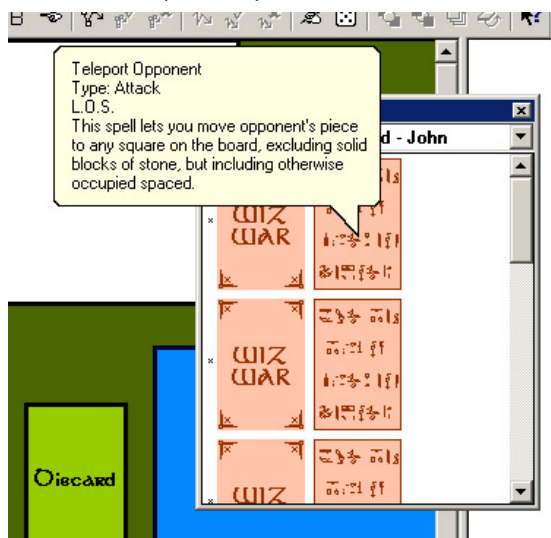 Teleport Opponent
Type: Attack
L.O.S.
This spell lets you move opponent's piece
to any square on the board, excluding solid
blocks of stone, but including otherwise
occupied spaced.
d - John
WIZ
WAR
WIZ
WAR
WIZ
Discard